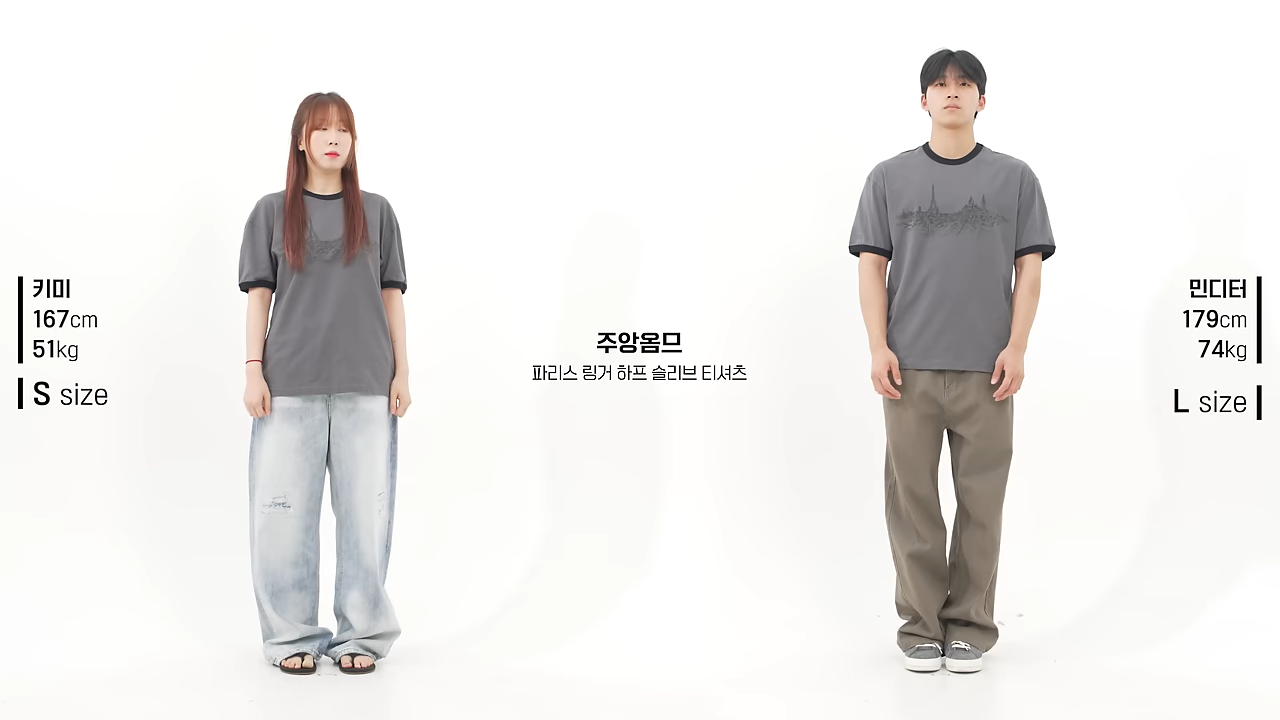 키미
167cm
51kg
S size
주앙옴므
파리스 링거 하프 슬리브 티셔츠
민디터
179cm
74kg
L size